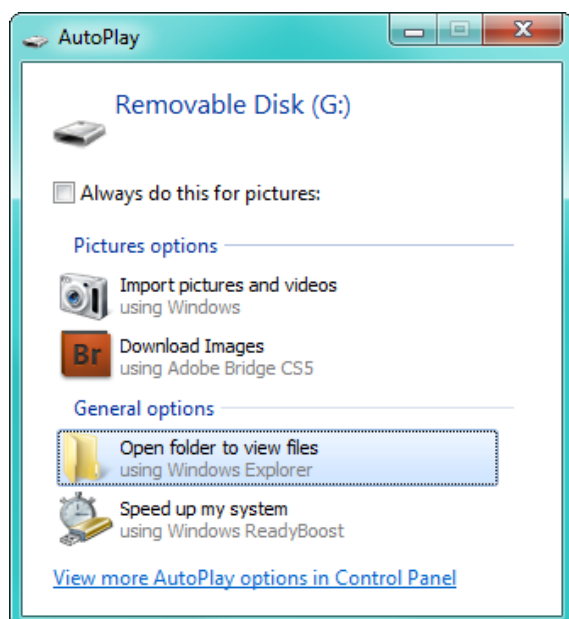 AutoPlay
Removable Disk (G:)
Always do this for pictures:
Pictures options
Import pictures and videos
using Windows
Br
Download Images
using Adobe Bridge CS5
General options
Open folder to view files
using Windows Explorer
Speed up my system
using Windows ReadyBoost
View more AutoPlay options in Control Panel